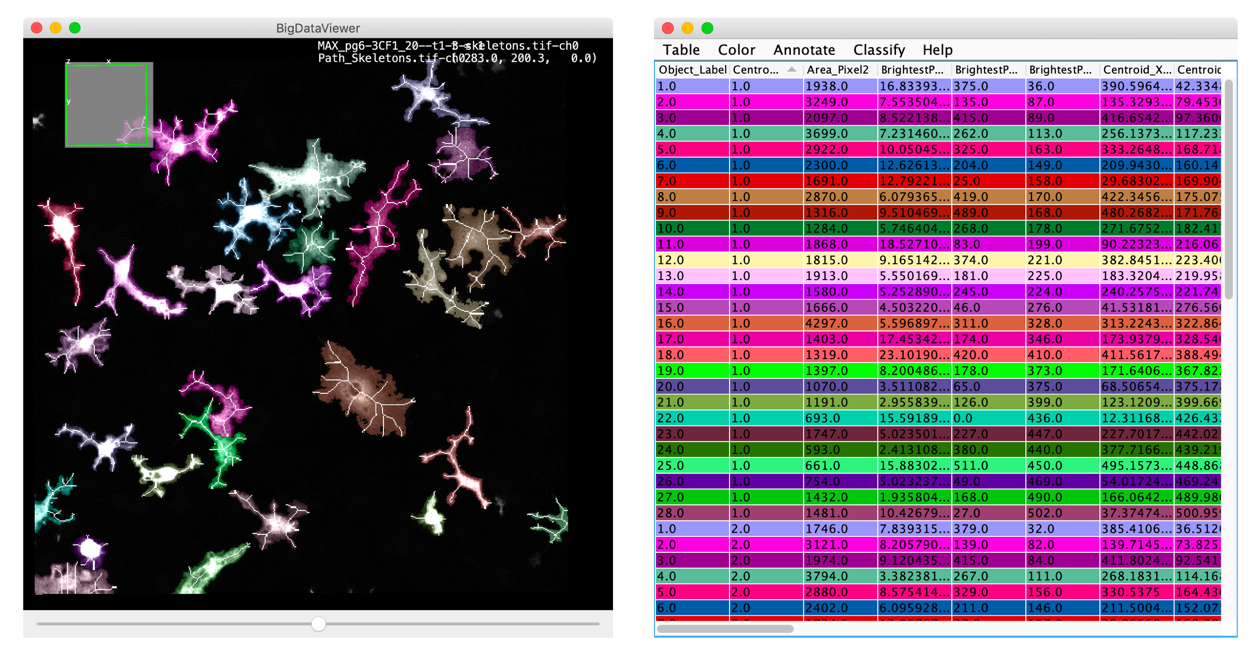 BigDataViewer
Path_Skeletons.tif-ch0
z x
y
Table Color Annotate Classify Help
Object_Label Centro... Area_Pixel2 BrightestP... BrightestP... BrightestP... Centroid_X...
1.0 1.0 1938.0 16.83393... 375.0 36.0 390.5964... 42.334
2.0 1.0 3249.0 7.553504... 135.0 87.0 135.3293... 79.453
3.0 1.0 2097.0 8.522138... 415.0 89.0 416.6542... 97.360
4.0 1.0 3699.0 7.231460... 262.0 113.0 256.1373... 117.23
5.0 1.0 2922.0 10.05045... 325.0 163.0 333.2648... 168.71
6.0 1.0 2300.0 12.62613... 204.0 149.0 209.9430... 160.14
7.0 1.0 1691.0 12.79221... 25.0 158.0 29.68302... 169.90
8.0 1.0 2870.0 6.079365... 419.0 170.0 422.3456... 175.07
9.0 1.0 1316.0 9.510469... 489.0 168.0 480.2682... 171.76
10.0 1.0 1284.0 5.746404... 268.0 178.0 271.6752... 182.41
11.0 1.0 1868.0 18.52710... 83.0 199.0 90.22323... 216.06
12.0 1.0 1815.0 9.165142... 374.0 221.0 382.8451... 223.40
13.0 1.0 1913.0 5.550169... 181.0 225.0 183.3204... 219.95
14.0 1.0 1580.0 5.252890... 245.0 224.0 240.2575... 221.74
15.0 1.0 1666.0 4.503220... 46.0 276.0 41.53181... 276.56
16.0 1.0 4297.0 5.596897... 311.0 328.0 313.2243... 322.86
17.0 1.0 1403.0 17.45342... 174.0 346.0 173.9379... 328.54
18.0 1.0 1319.0 23.10190... 420.0 410.0 411.5617... 388.49
19.0 1.0 1397.0 8.200486... 178.0 373.0 171.6406... 367.82
20.0 1.0 1070.0 3.511082... 65.0 375.0 68.50654... 375.17
21.0 1.0 1191.0 2.955839... 126.0 399.0 123.1209... 399.66
22.0 1.0 693.0 15.59189... 0.0 436.0 12.31168... 426.43
23.0 1.0 1747.0 5.023501... 227.0 447.0 227.7017... 442.02
24.0 1.0 593.0 2.413108... 380.0 440.0 377.7166... 439.21
25.0 1.0 661.0 15.88302... 511.0 450.0 495.1573... 448.86
26.0 1.0 754.0 5.023237... 49.0 469.0 54.01724... 469.24
27.0 1.0 1432.0 1.935804... 168.0 490.0 166.0642... 489.98
28.0 1.0 1481.0 10.42679... 27.0 502.0 37.37474... 500.95
1.0 2.0 1746.0 7.839315... 379.0 32.0 385.4106... 36.512
2.0 2.0 3121.0 8.205790... 139.0 82.0 139.7145... 73.825
3.0 2.0 1974.0 9.120435... 415.0 84.0 411.8024... 92.541
4.0 2.0 3794.0 3.382381... 267.0 111.0 268.1831... 114.16
5.0 2.0 2880.0 8.575414... 329.0 156.0 330.5375 164.43
6.0 2.0 2402.0 6.095928... 211.0 146.0 211.5004... 152.07